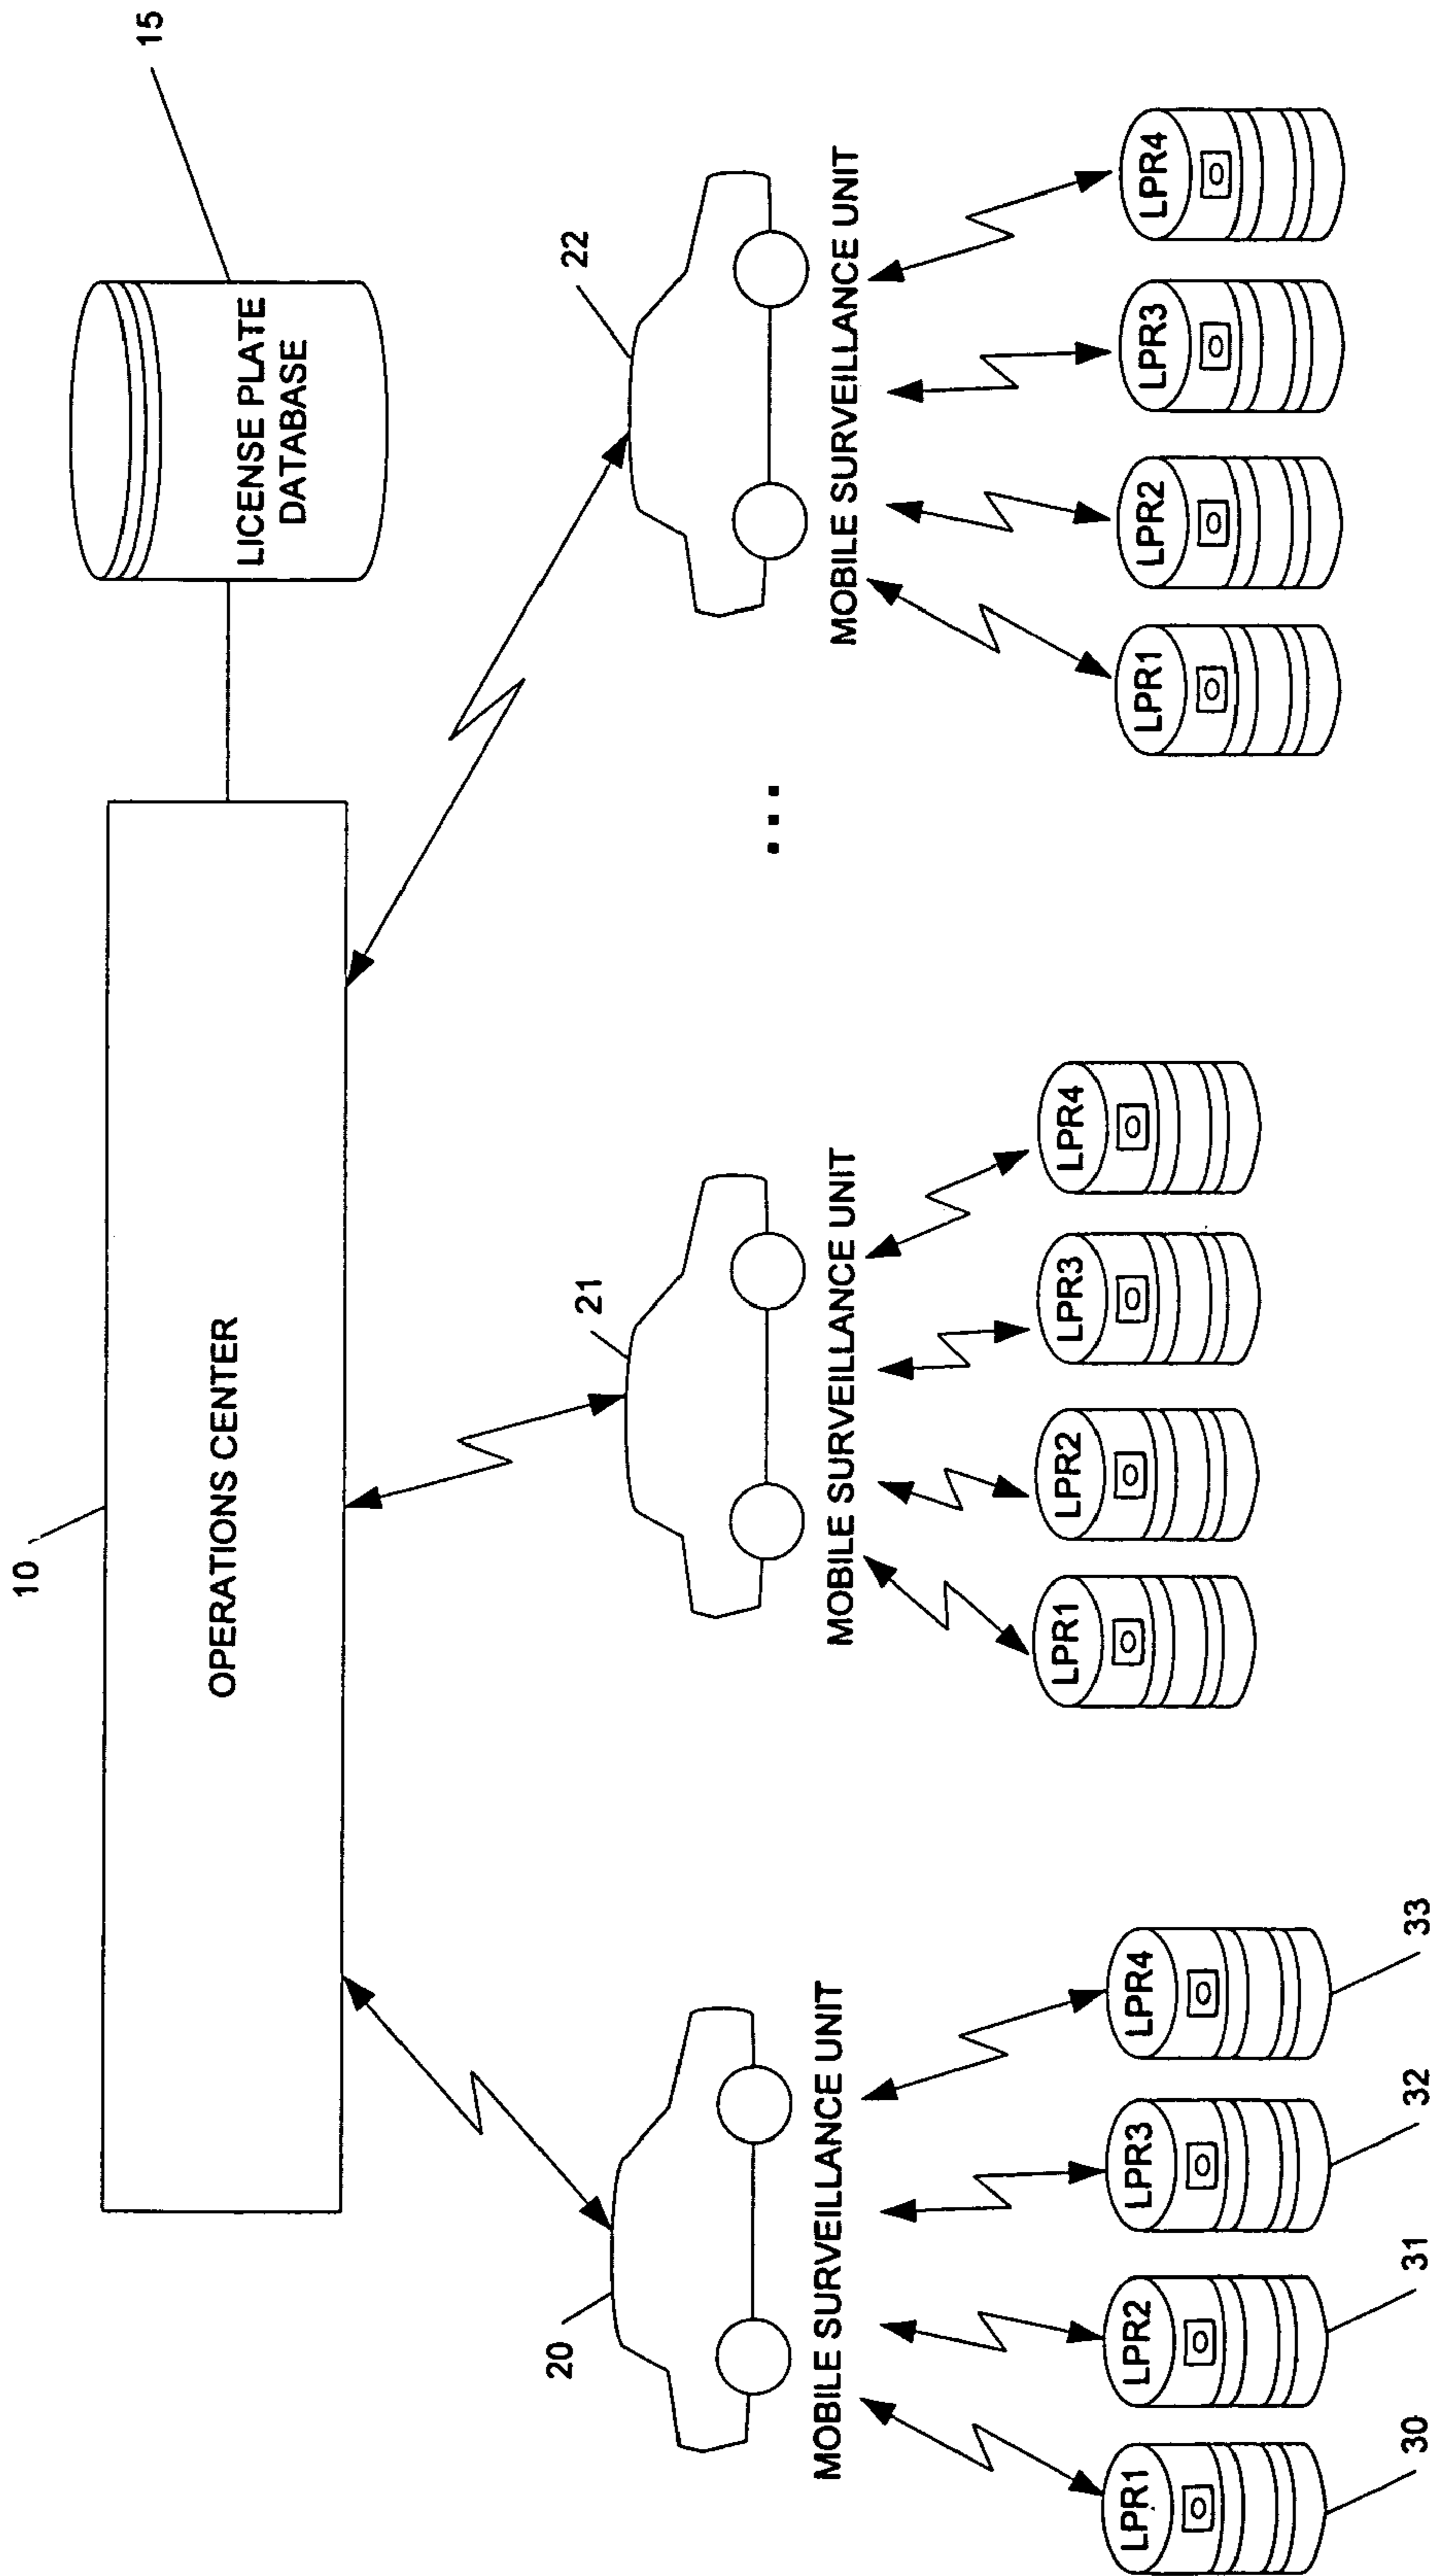 10
15
OPERATIONS CENTER
LICENSE PLATE
DATABASE
20
21
22
MOBILE SURVEILLANCE UNIT
MOBILE SURVEILLANCE UNIT
...
MOBILE SURVEILLANCE UNIT
LPR1
LPR2
LPR3
LPR4
LPR1
LPR2
LPR3
LPR4
LPR1
LPR2
LPR3
LPR4
30
31
32
33